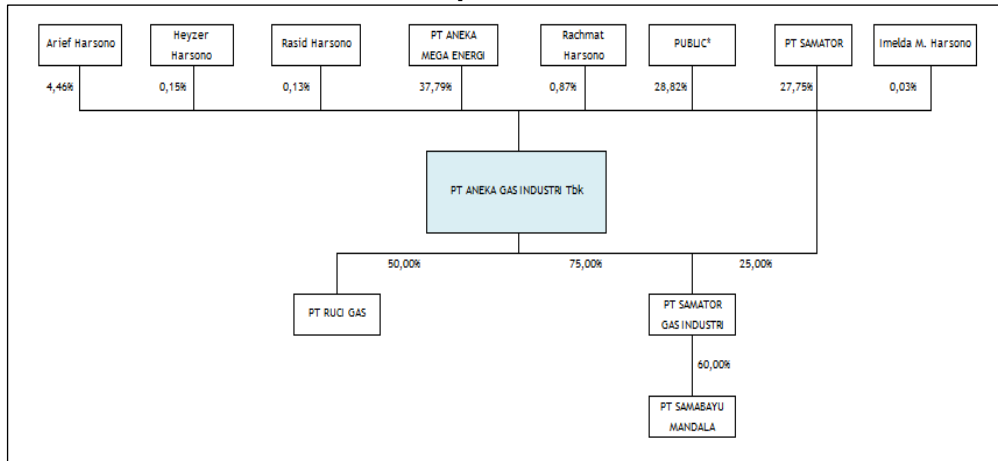 Arief Harsono
Heyzer
Harsono
Rasid Harsono
PT ANEKA
MEGA ENERGI
Rachmat
Harsono
PUBLIC*
PT SAMATOR
Imelda M. Harsono
4,46%
0,15%
0,13%
37,79%
0,87%
28,82%
27,75%
0,03%
PT ANEKA GAS INDUSTRI Tbk
50,00%
75,00%
25,00%
PT RUCI GAS
PT SAMATOR
GAS INDUSTRI
60,00%
PT SAMABAYU
MANDALA